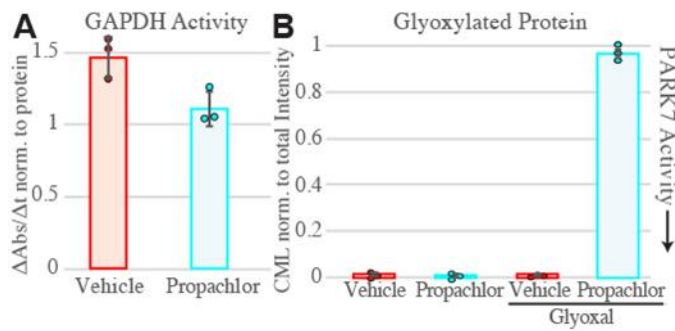 A
GAPDH Activity
ΔAbs/Δt norm. to protein
1.5
1
0.5
0
Vehicle
Propachlor
B
Glyoxylated Protein
CML norm. to total Intensity
1
0.8
0.6
0.4
0.2
0
Vehicle
Propachlor
Vehicle
Propachlor
Glyoxal
PARK7 Activity